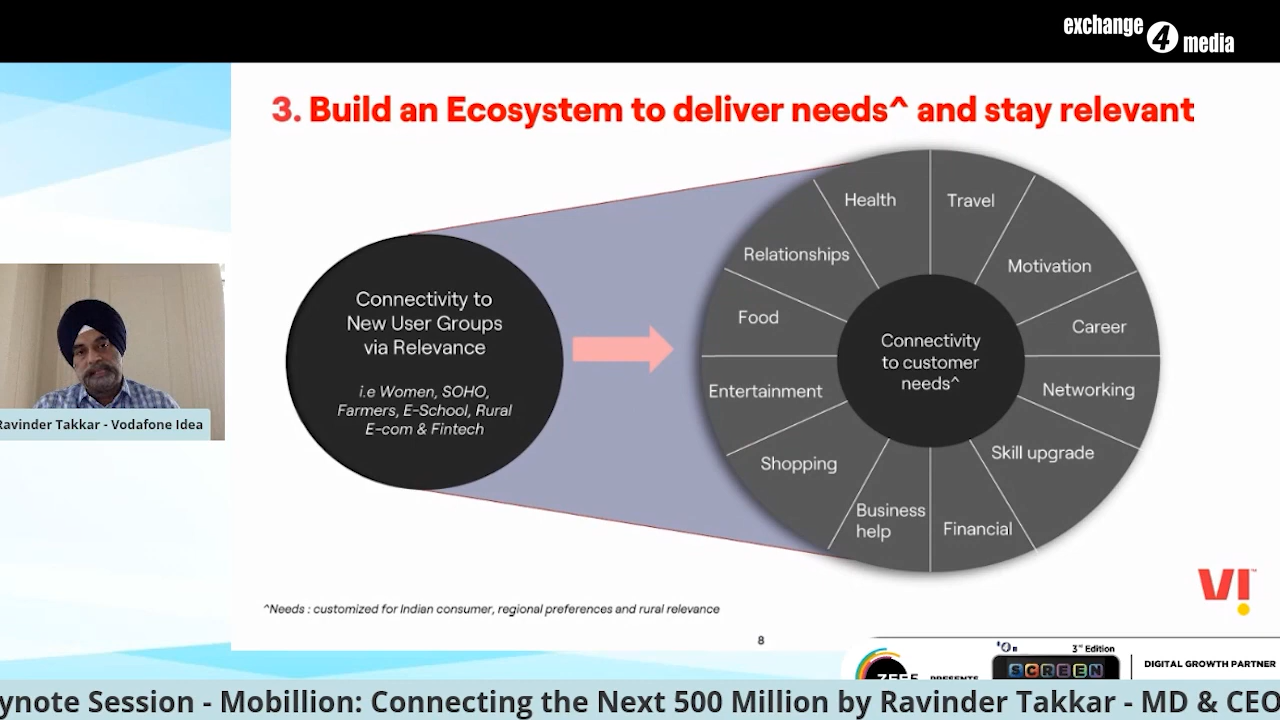 exchange
4
media
3. Build an Ecosystem to deliver needs^ and stay relevant
Connectivity to
New User Groups
via Relevance
i.e Women, SOHO,
Farmers, E-School, Rural
E-com & Fintech
Health
Travel
Relationships
Motivation
Food
Career
Connectivity
to customer
needs^
Entertainment
Networking
Shopping
Skill upgrade
Business
help
Financial
Ravinder Takkar - Vodafone Idea
^Needs : customized for Indian consumer, regional preferences and rural relevance
8
VI
3rd Edition
SCREEN
DIGITAL GROWTH PARTNER
ynote Session - Mobillion: Connecting the Next 500 Million by Ravinder Takkar - MD & CEO